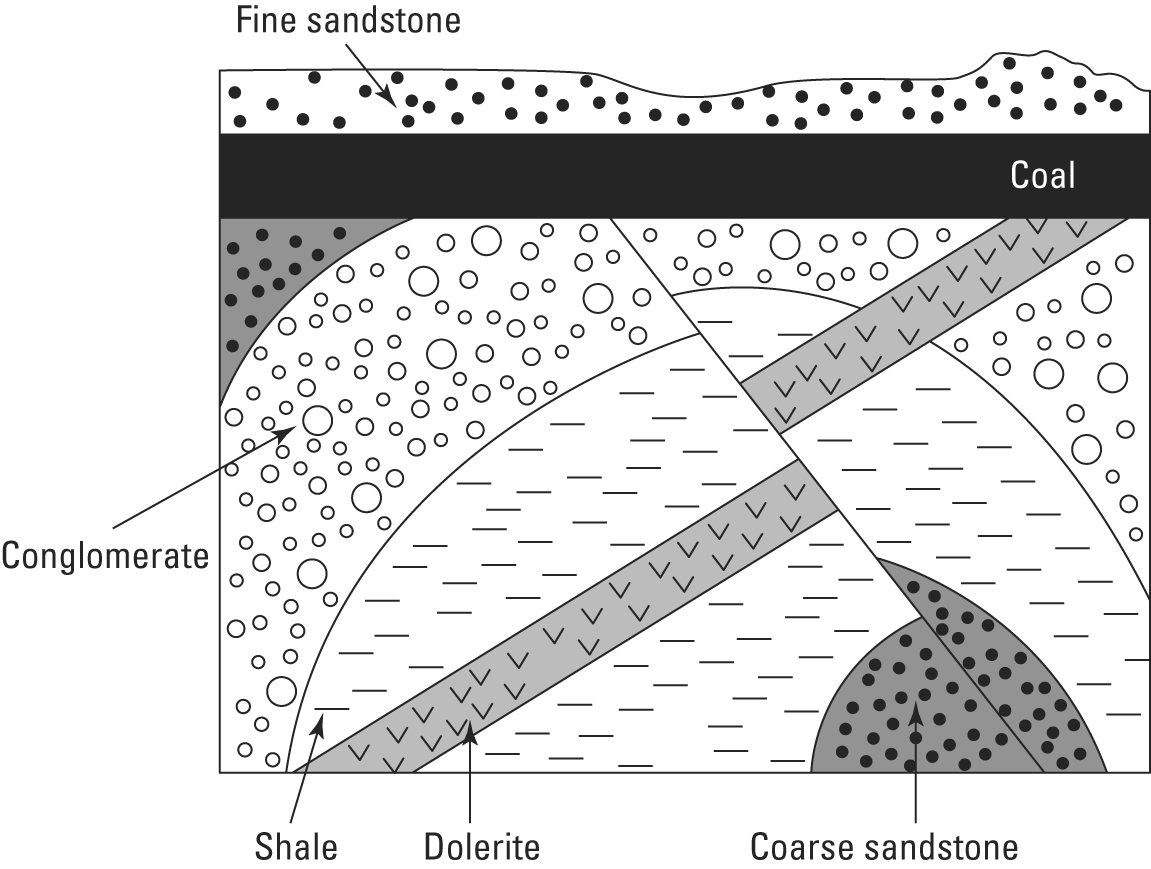 Fine sandstone
Coal
Conglomerate
Shale
Dolerite
Coarse sandstone